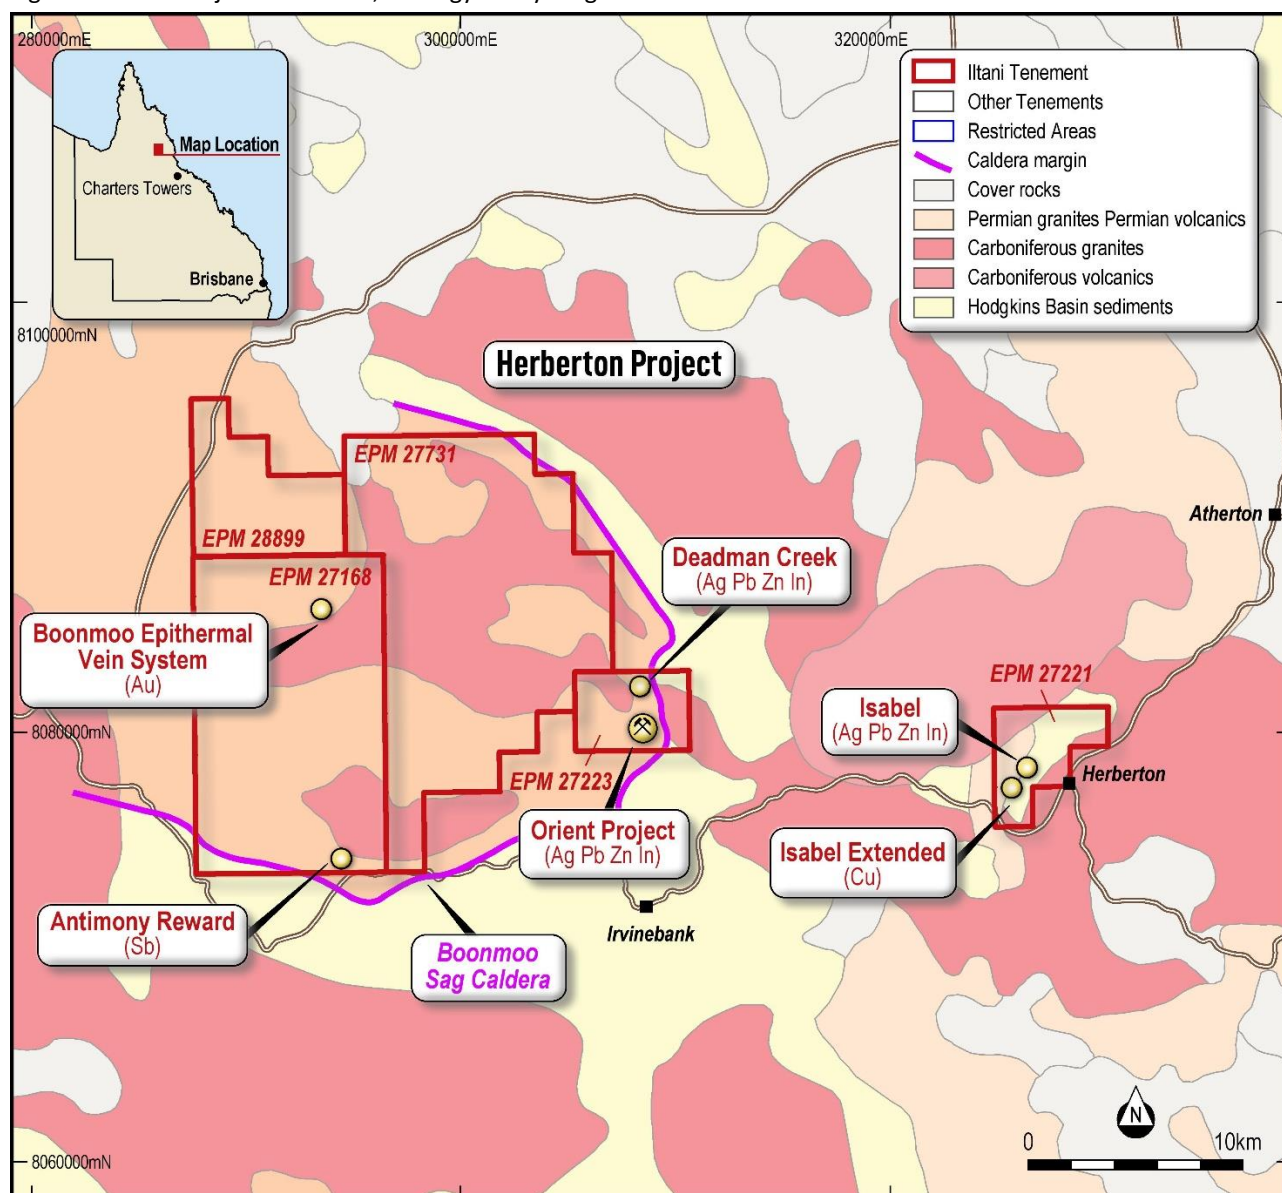 280000mE
300000mE
320000mE
Map Location
Charters Towers
Brisbane
Iltani Tenement
Other Tenements
Restricted Areas
Caldera margin
Cover rocks
Permian granites Permian volcanics
Carboniferous granites
Carboniferous volcanics
Hodgkins Basin sediments
8100000mN
Herberton Project
EPM 27731
Atherton
EPM 28899
EPM 27168
Deadman Creek
(Ag Pb Zn In)
Boonmoo Epithermal
Vein System
(Au)
EPM 27221
Isabel
(Ag Pb Zn In)
8080000mN
EPM 27223
Herberton
Orient Project
(Ag Pb Zn In)
Isabel Extended
(Cu)
Antimony Reward
(Sb)
Irvinebank
Boonmoo
Sag Caldera
N
0
10km
8060000mN